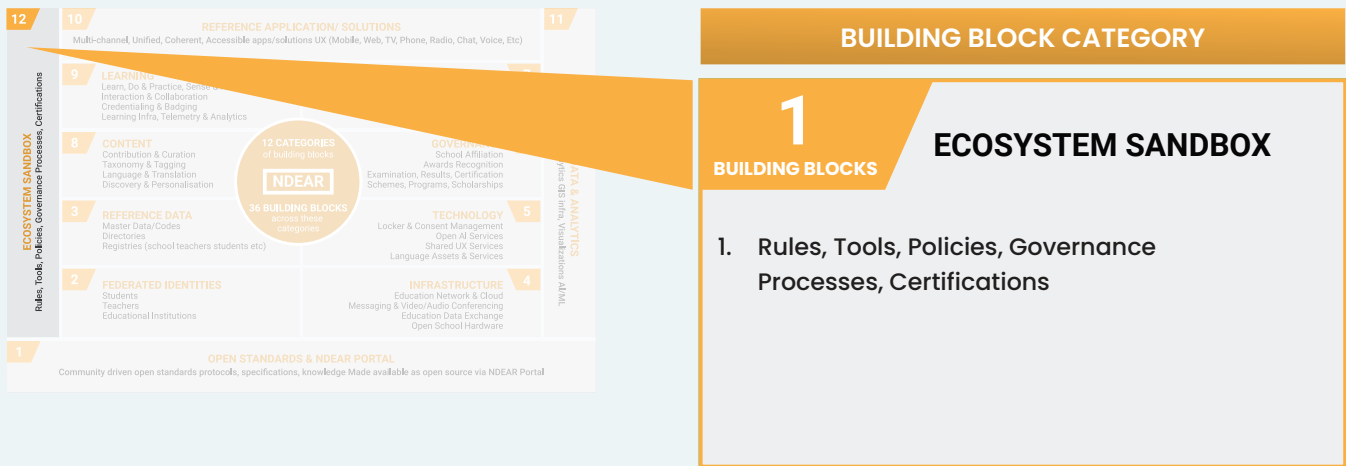 12
10
REFERENCE APPLICATION/ SOLUTIONS
11
Multi-channel, Unified, Coherent, Accessible apps/solutions UX (Mobile, Web, TV, Phone, Radio, Chat, Voice, Etc)
ECOSYSTEM SANDBOX
Rules, Tools, Policies, Governance Processes, Certifications
9
LEARNING
Learn, Do & Practice, Sense &
Interaction & Collaboration
Credentialing & Badging
Learning Infra, Telemetry & Analytics
8
CONTENT
Contribution & Curation
Taxonomy & Tagging
Language & Translation
Discovery & Personalisation
12 CATEGORIES
of building blocks
NDEAR
36 BUILDING BLOCKS
across these
categories
School Affiliation
Awards Recognition
Examination, Results, Certification
Schemes, Programs, Scholarships
3
REFERENCE DATA
Master Data/Codes
Directories
Registries (school teachers students etc)
TECHNOLOGY
5
Locker & Consent Management
Open AI Services
Shared UX Services
Language Assets & Services
2
FEDERATED IDENTITIES
Students
Teachers
Educational Institutions
INFRASTRUCTURE
4
Education Network & Cloud
Messaging & Video/Audio Conferencing
Education Data Exchange
Open School Hardware
& ANALYTICS
GIS Infra, Visualizations AI/ML
1
OPEN STANDARDS & NDEAR PORTAL
Community driven open standards protocols, specifications, knowledge Made available as open source via NDEAR Portal
BUILDING BLOCK CATEGORY
1
BUILDING BLOCKS
ECOSYSTEM SANDBOX
1. Rules, Tools, Policies, Governance
Processes, Certifications